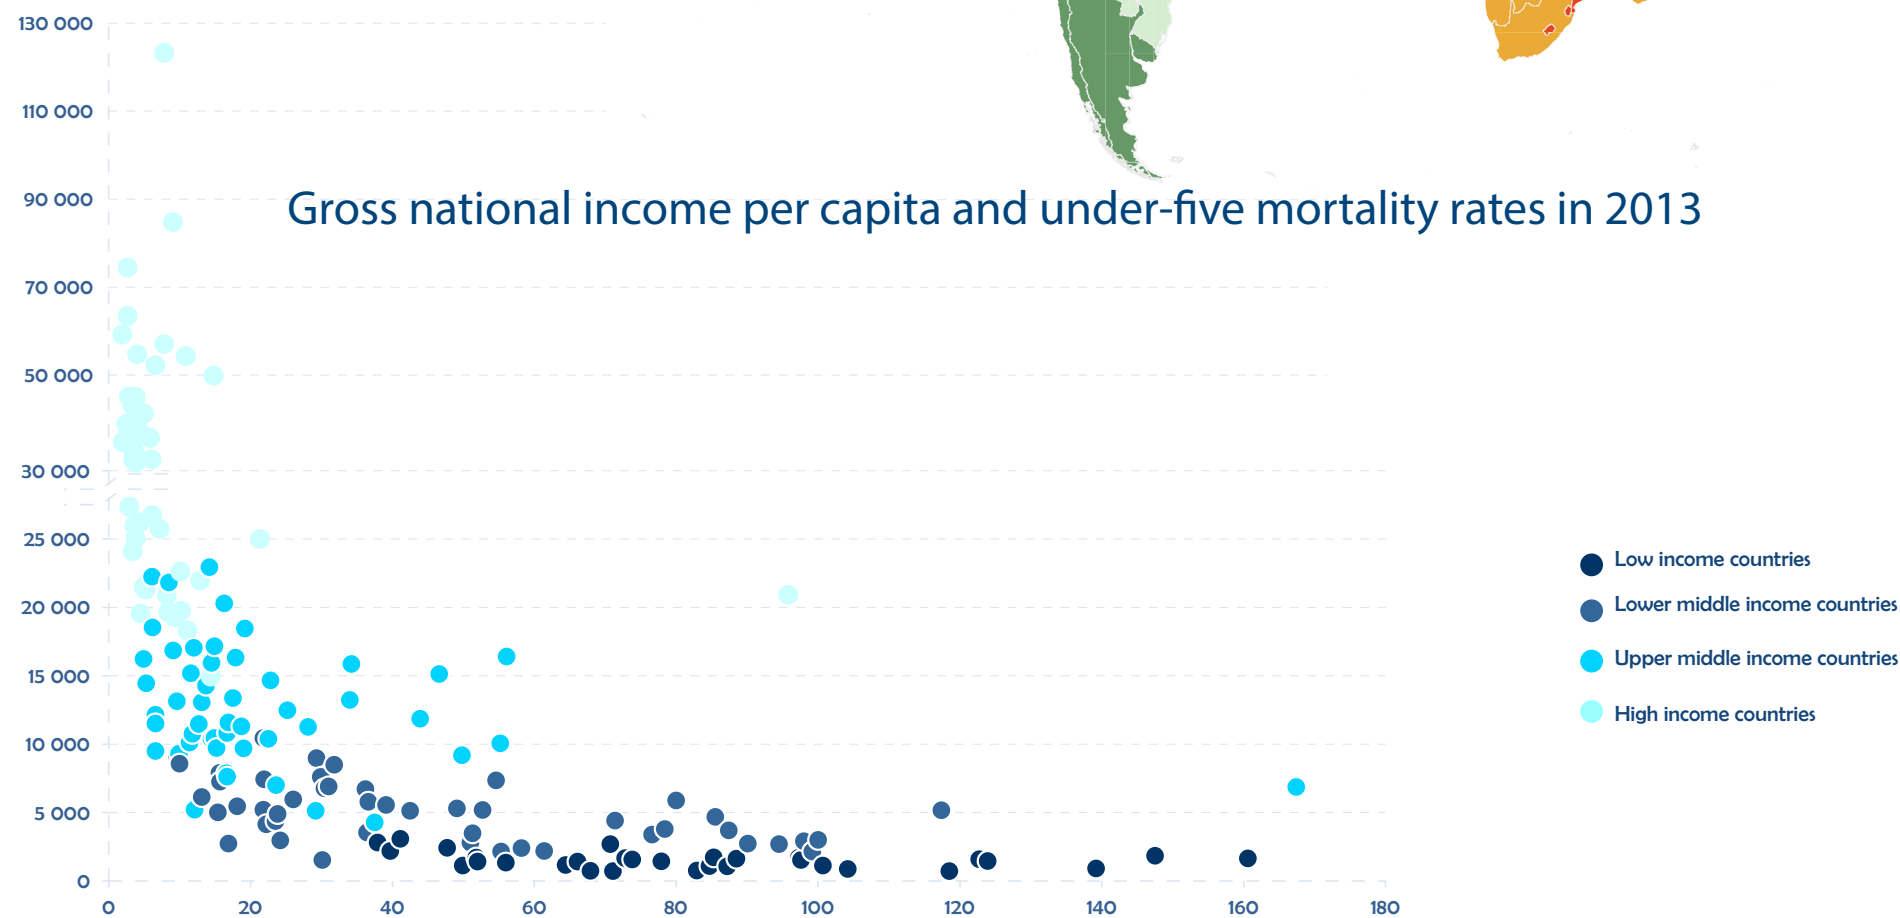 130 000
110 000
90 000
Gross national income per capita and under-five mortality rates in 2013
70 000
50 000
30 000
25 000
20 000
15 000
10 000
5 000
0
0 20 40 60 80 100 120 140 160 180
Low income countries
Lower middle income countries
Upper middle income countries
High income countries